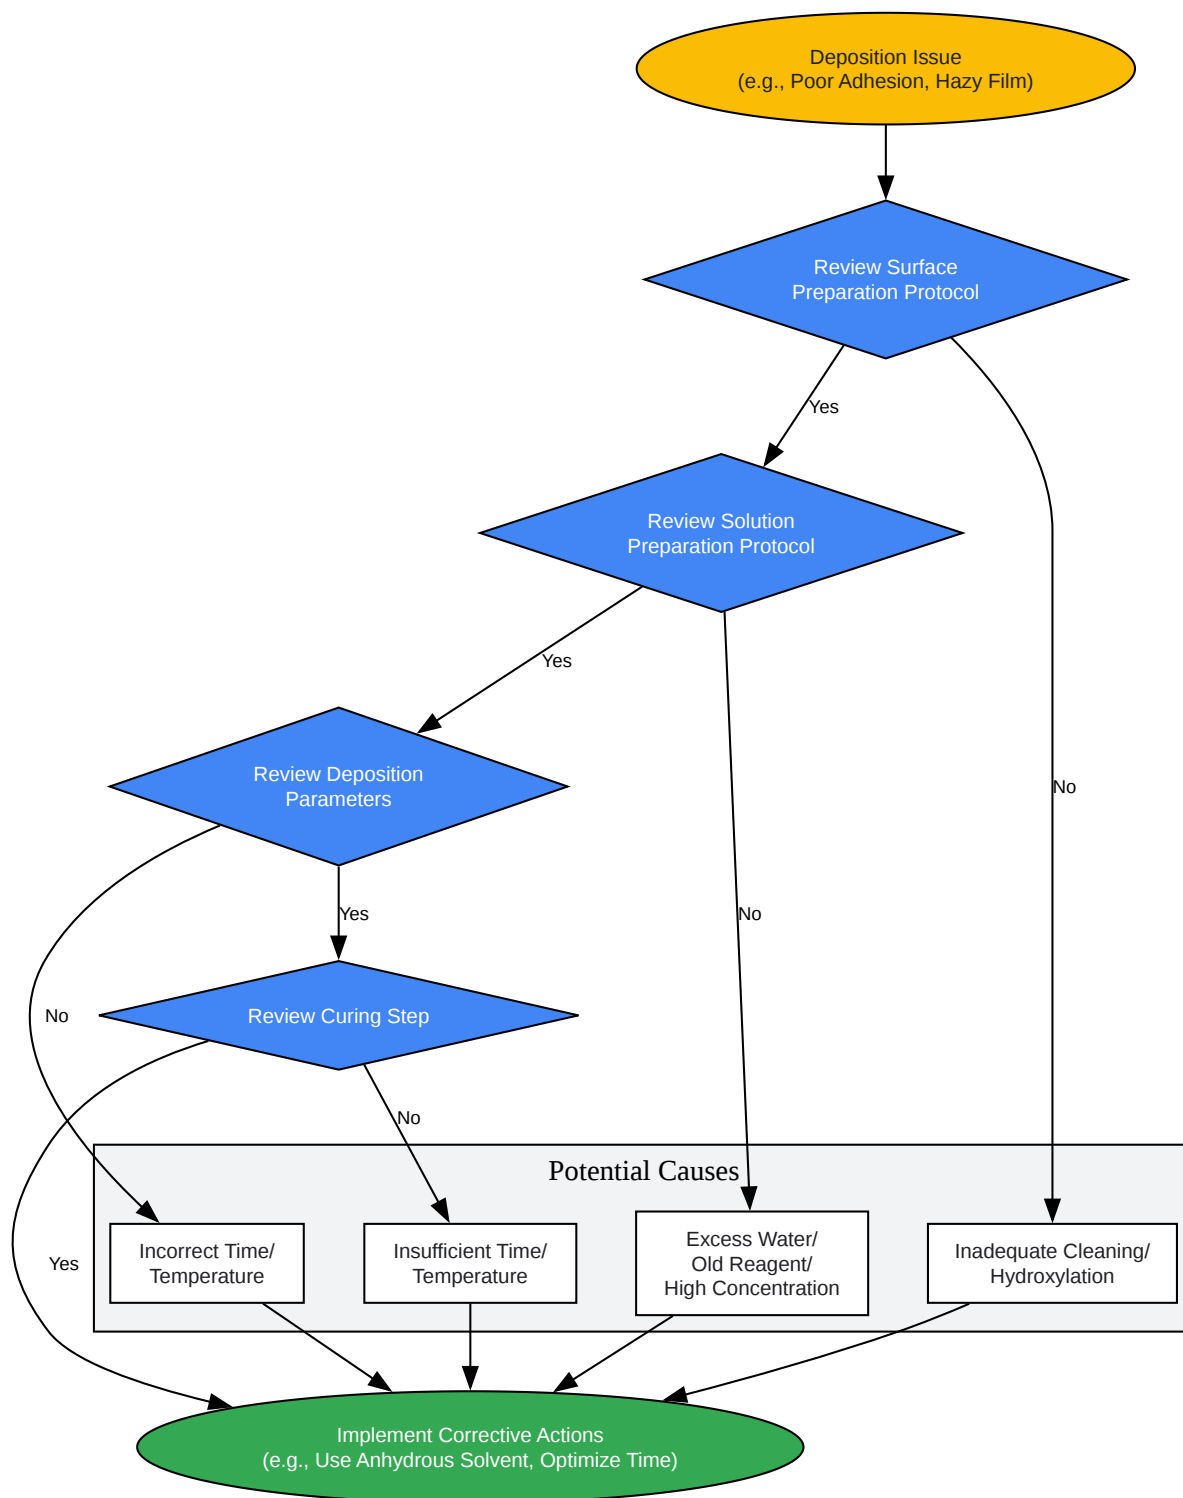 Deposition Issue
(e.g., Poor Adhesion, Hazy Film)
Review Surface
Preparation Protocol
Yes
Review Solution
Preparation Protocol
Yes
Review Deposition
Parameters
No
Yes
No
Review Curing Step
No
No
Potential Causes
Incorrect Time/
Temperature
Insufficient Time/
Temperature
Excess Water/
Old Reagent/
High Concentration
Inadequate Cleaning/
Hydroxylation
Yes
Implement Corrective Actions
(e.g., Use Anhydrous Solvent, Optimize Time)